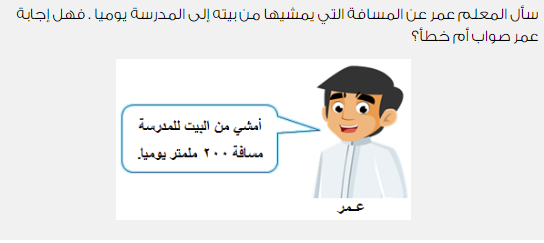 سأل المعلم عمر عن المسافة التي يمشيها من بيته إلى المدرسة يوميا . فهل إجابة
عمر صواب أم خطأ؟
أمشي من البيت للمدرسة
مسافة ٢٠٠ ملمتر يوميا.
عـمر